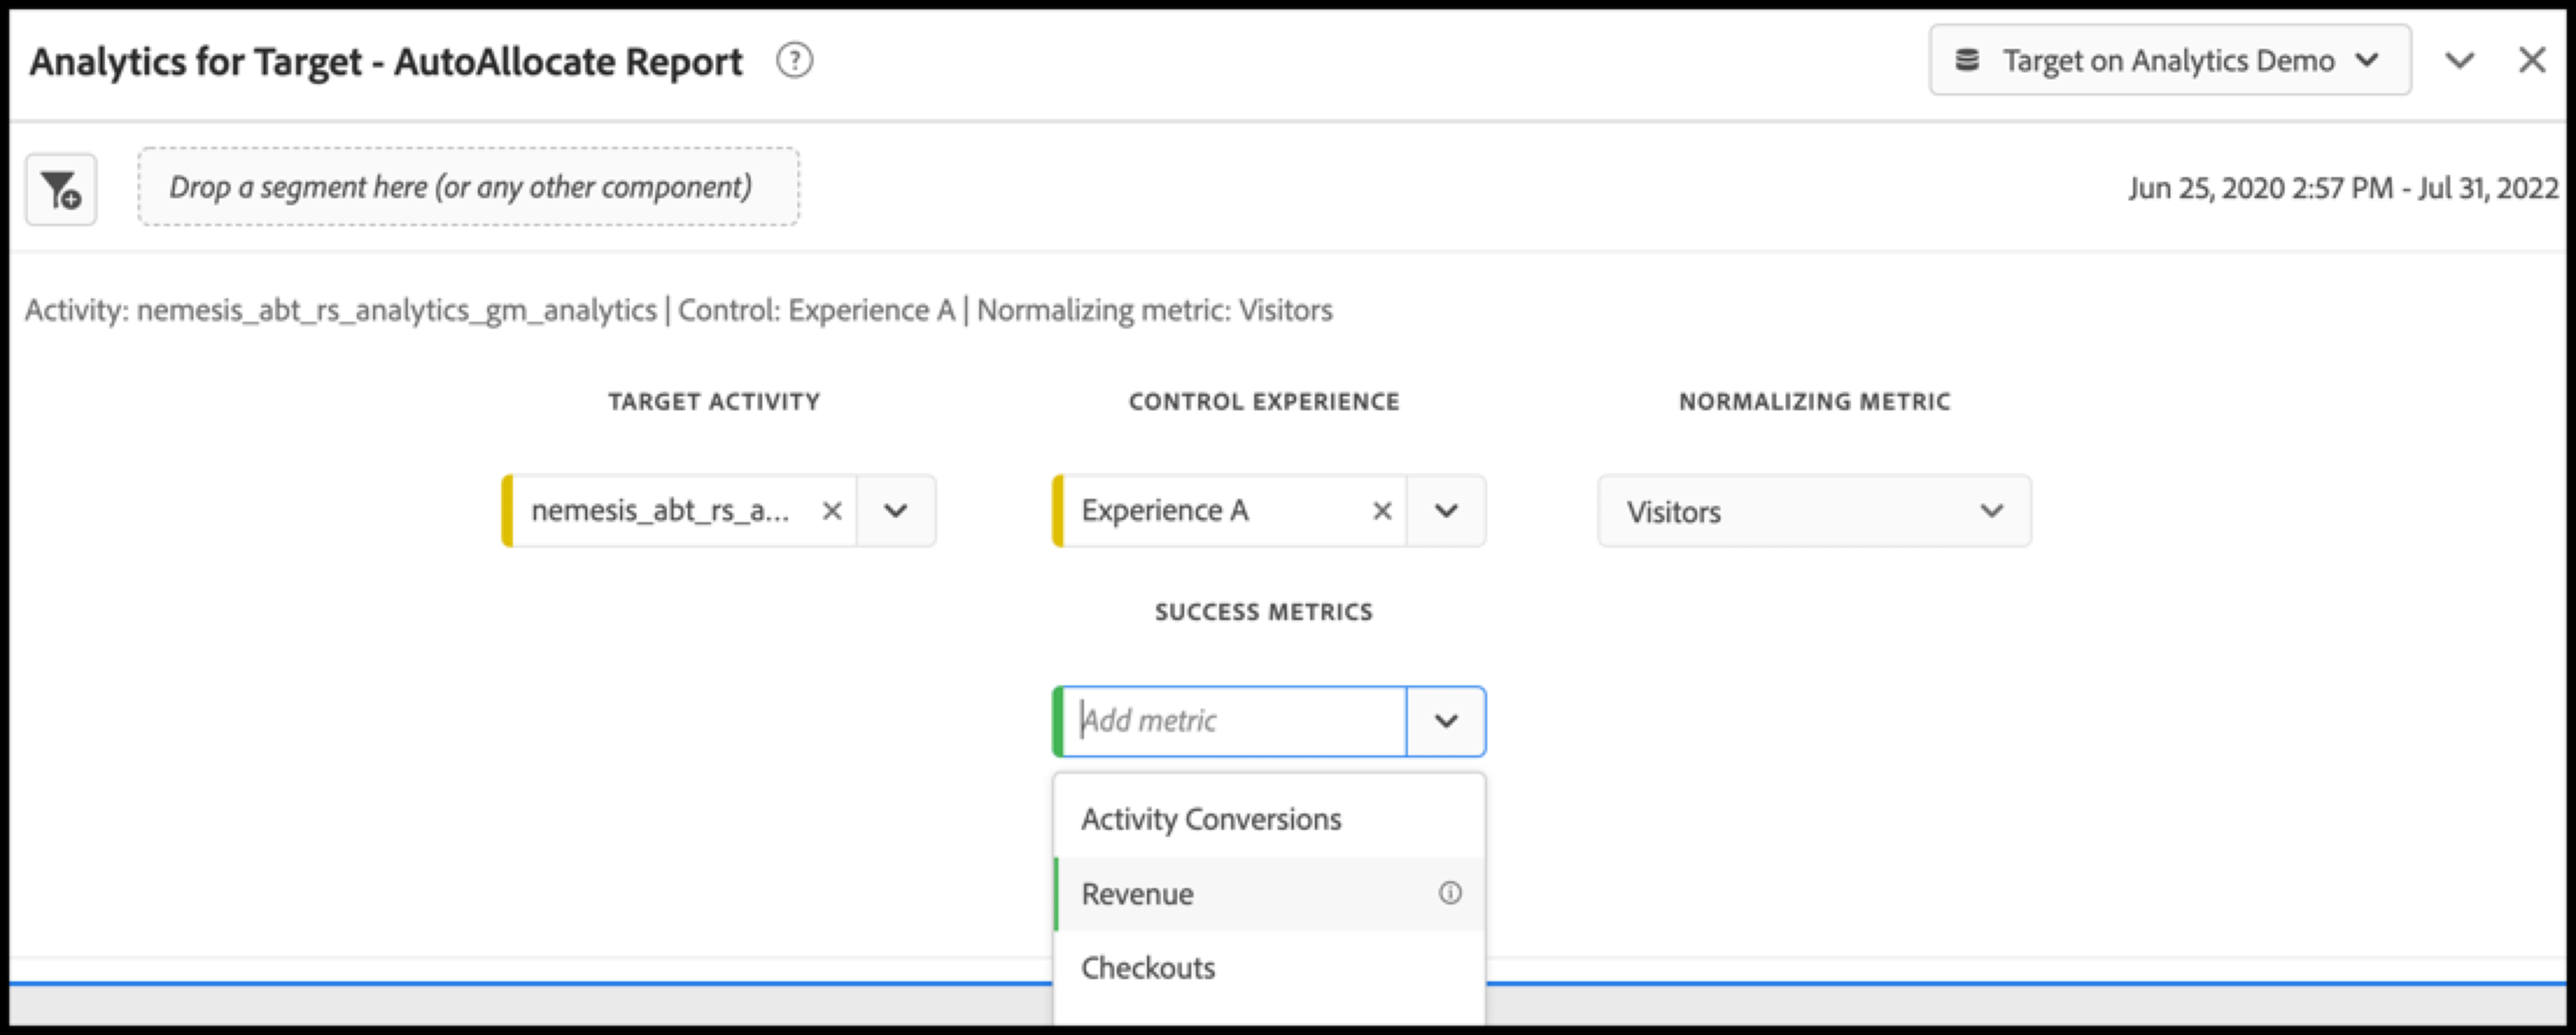 Analytics for Target - AutoAllocate Report ?
Target on Analytics Demo
Drop a segment here (or any other component)
Jun 25, 2020 2:57 PM - Jul 31, 2022
Activity: nemesis_abt_rs_analytics_gm_analytics | Control: Experience A | Normalizing metric: Visitors
TARGET ACTIVITY CONTROL EXPERIENCE NORMALIZING METRIC
nemesis_abt_rs_a... Experience A Visitors
SUCCESS METRICS
Add metric
Activity Conversions
Revenue
Checkouts